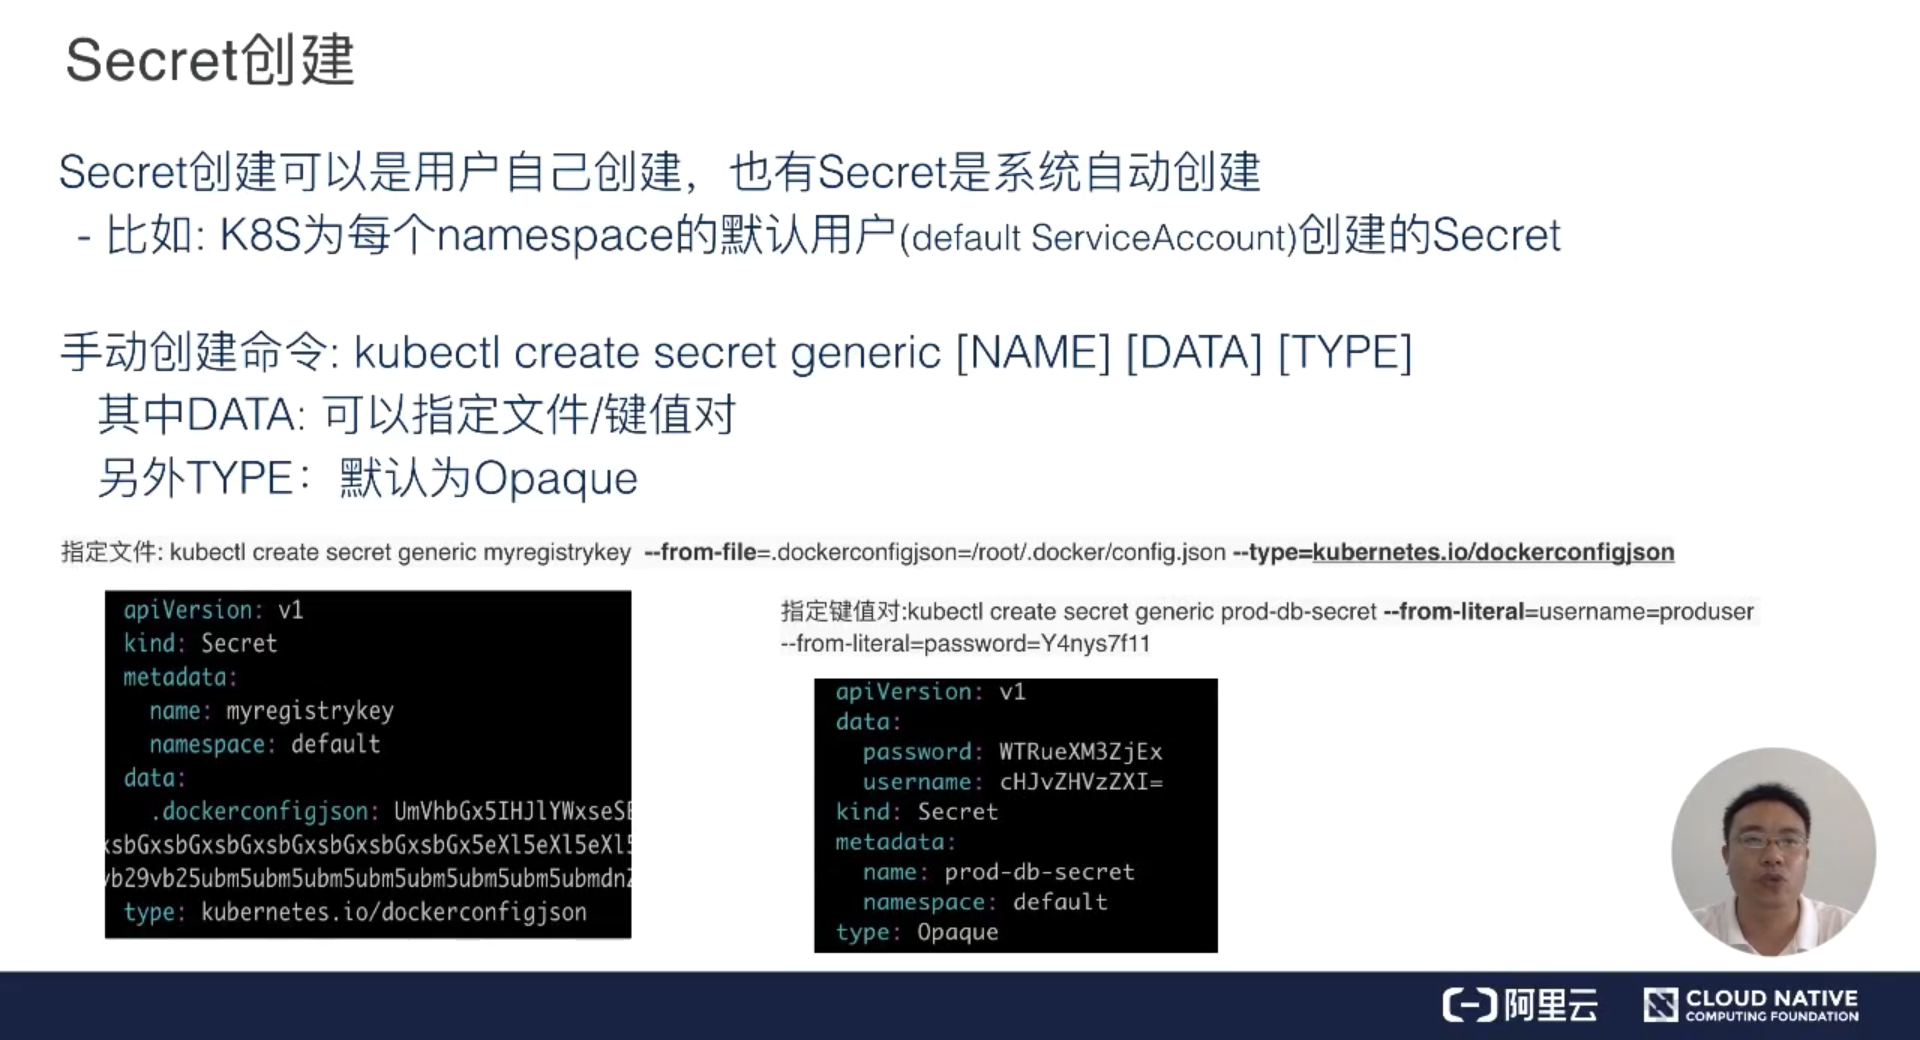 Secret创建
Secret创建可以是用户自己创建，也有Secret是系统自动创建
- 比如: K8S为每个namespace的默认用户(default ServiceAccount)创建的Secret
手动创建命令: kubectl create secret generic [NAME] [DATA] [TYPE]
其中DATA: 可以指定文件/键值对
另外TYPE：默认为Opaque
指定文件: kubectl create secret generic myregistrykey --from-file=.dockerconfigjson=/root/.docker/config.json --type=kubernetes.io/dockerconfigjson
apiVersion: v1
kind: Secret
metadata:
name: myregistrykey
namespace: default
data:
.dockerconfigjson: UmVhbGx5IHJlYWxseSB
xsbGxsbGxsbGxsbGxsbGxsbGxsbGx5eXl5eXl5eXl5
vb29vb25ubm5ubm5ubm5ubm5ubm5ubm5ubmdnZ
type: kubernetes.io/dockerconfigjson
指定键值对:kubectl create secret generic prod-db-secret --from-literal=username=produser
--from-literal=password=Y4nys7f11
apiVersion: v1
data:
password: WTRueXM3ZjEx
username: cHJvZHVzZXI=
kind: Secret
metadata:
name: prod-db-secret
namespace: default
type: Opaque
阿里云
CLOUD NATIVE
COMPUTING FOUNDATION